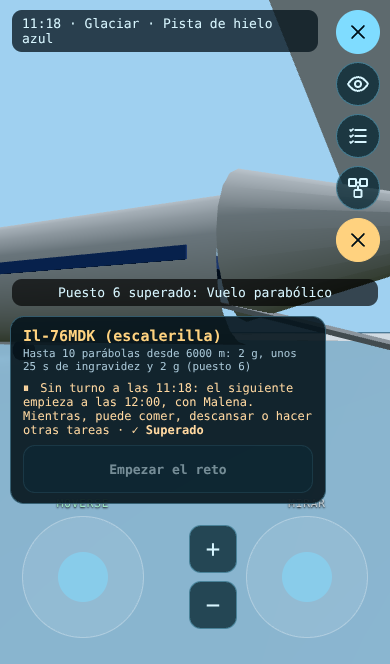 11:18 · Glaciar · Pista de hielo
azul
Puesto 6 superado: Vuelo parabólico
Il-76MDK (escalerilla)
Hasta 10 parábolas desde 6000 m: 2 g, unos
25 s de ingravidez y 2 g (puesto 6)
Sin turno a las 11:18: el siguiente
empieza a las 12:00, con Malena.
Mientras, puede comer, descansar o hacer
otras tareas · ✓ Superado
Empezar el reto
MOVERSE
MIRAR
+
−